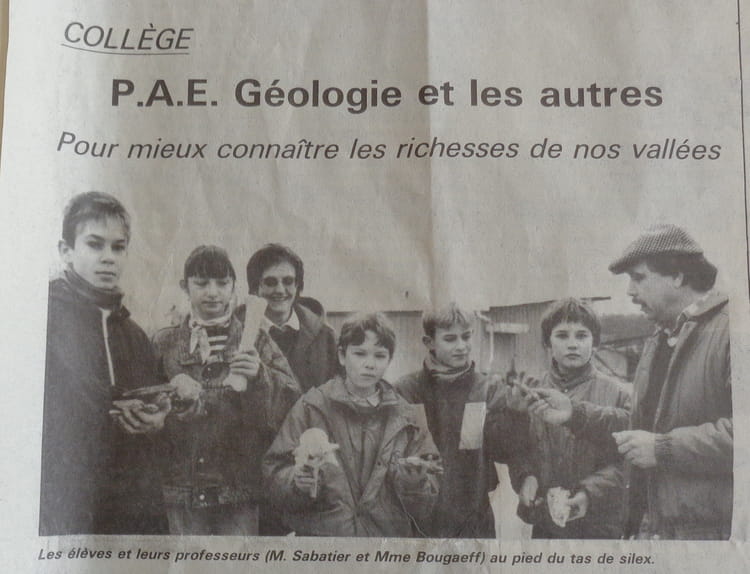 COLLÈGE
P.A.E. Géologie et les autres
Pour mieux connaître les richesses de nos vallées
Les élèves et leurs professeurs (M. Sabatier et Mme Bougaeff) au pied du tas de silex.